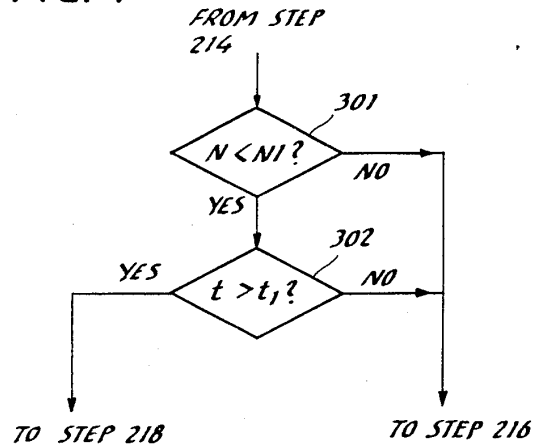 FROM STEP
214
301
N < N1 ?
NO
YES
302
YES
t > t₁ ?
NO
TO STEP 218
TO STEP 216